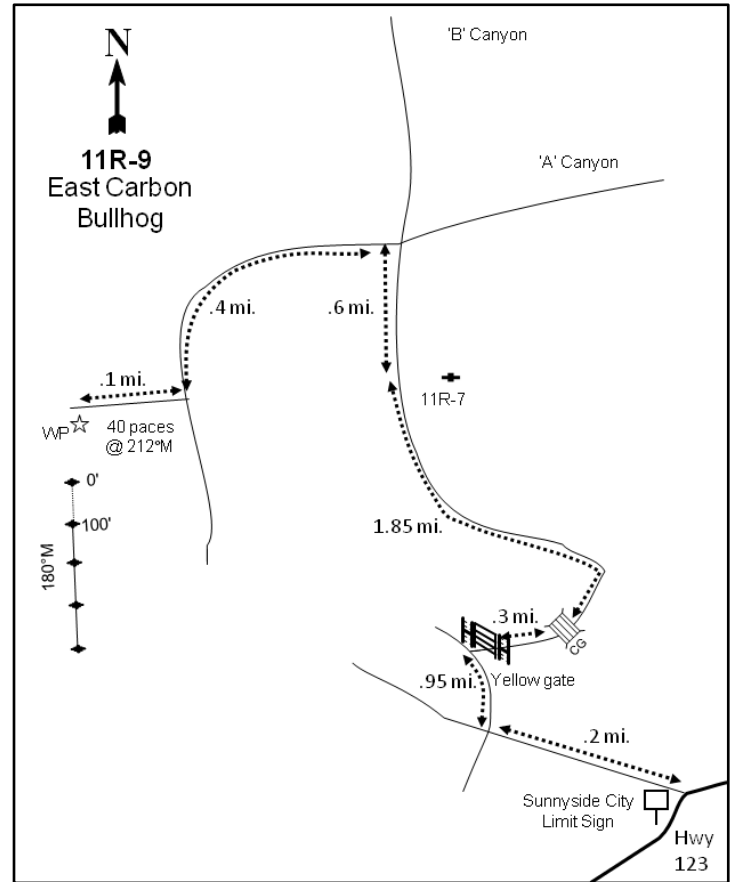 N
11R-9
East Carbon
Bullhog
'B' Canyon
'A' Canyon
.4 mi.
.6 mi.
.1 mi.
11R-7
WP
40 paces
@ 212°M
0'
100'
180°M
1.85 mi.
.3 mi.
CG
Yellow gate
.95 mi.
.2 mi.
Sunnyside City
Limit Sign
Hwy
123